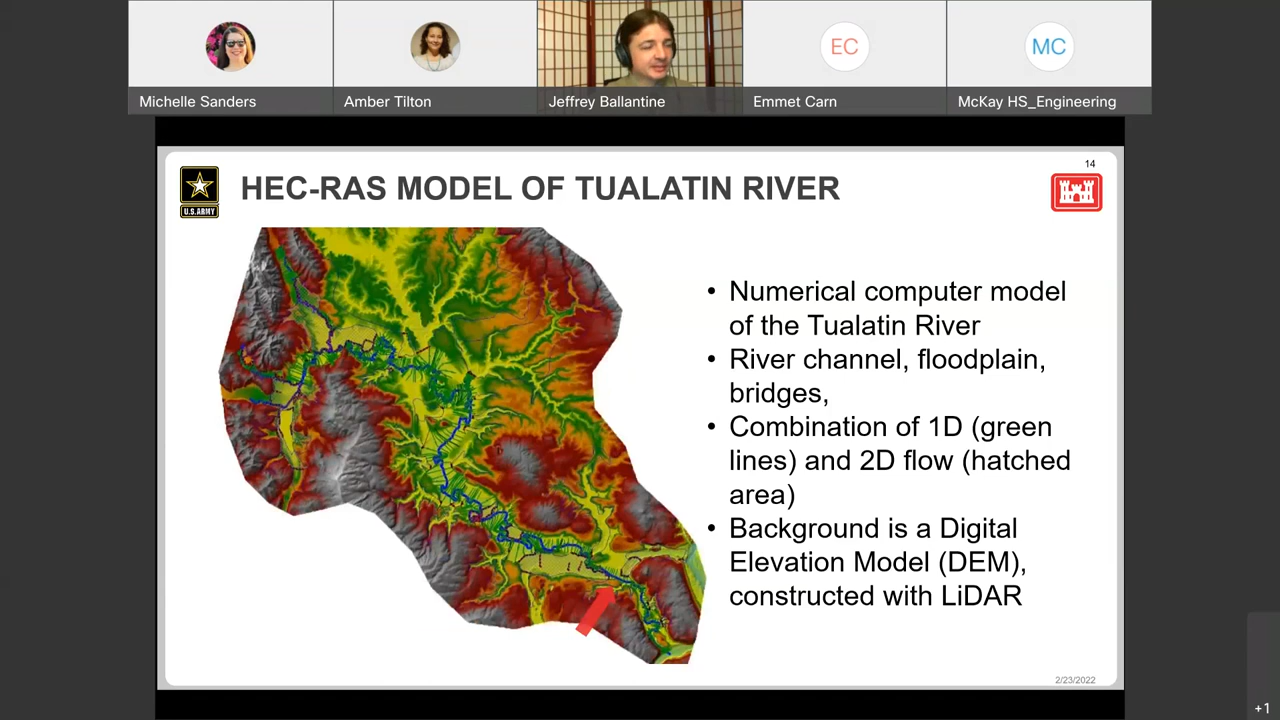 EC
MC
Michelle Sanders
Amber Tilton
Jeffrey Ballantine
Emmet Carn
McKay HS_Engineering
14
HEC-RAS MODEL OF TUALATIN RIVER
U.S.ARMY
• Numerical computer model
of the Tualatin River
• River channel, floodplain,
bridges,
• Combination of 1D (green
lines) and 2D flow (hatched
area)
• Background is a Digital
Elevation Model (DEM),
constructed with LiDAR
2/23/2022
+1